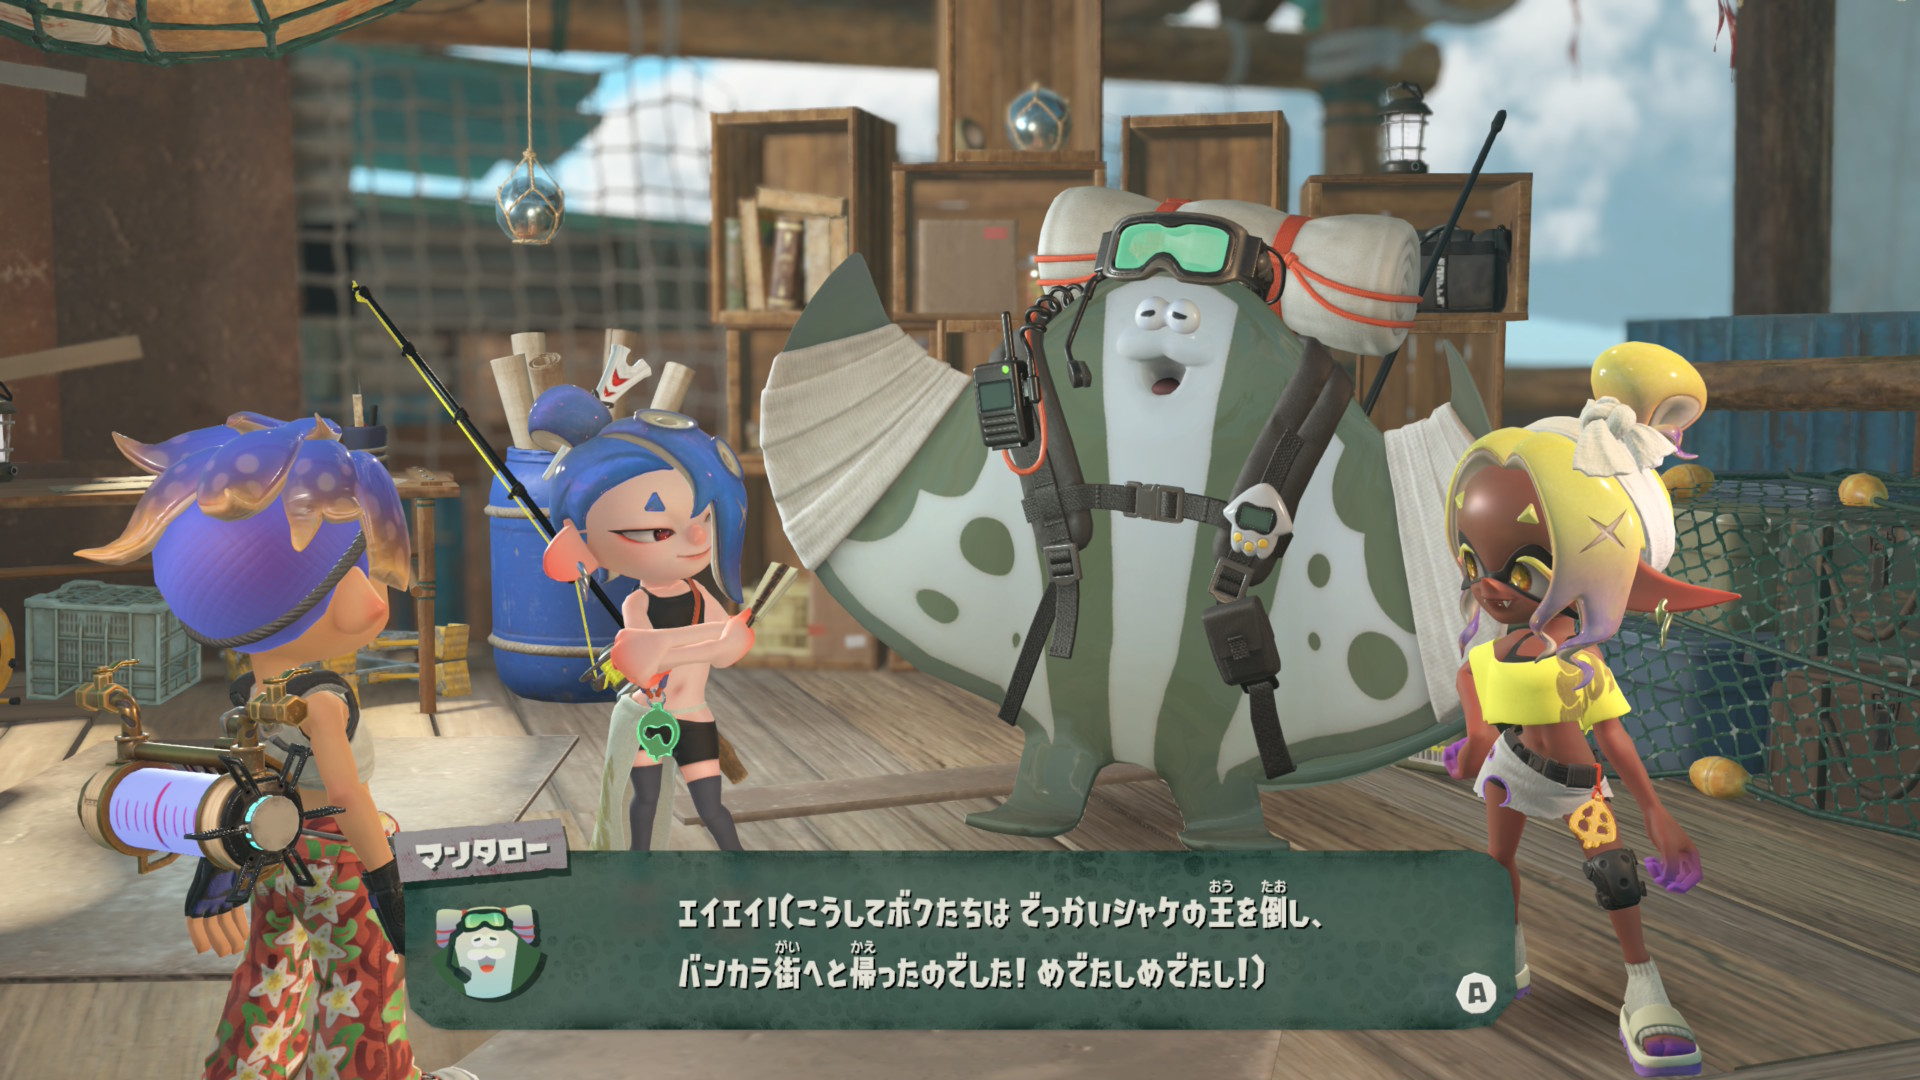 マンタロー
エイエイ！(こうしてボクたちは でっかいシャケの王を倒し、
バンカラ街へと帰ったのでした！ めでたしめでたし！)
A